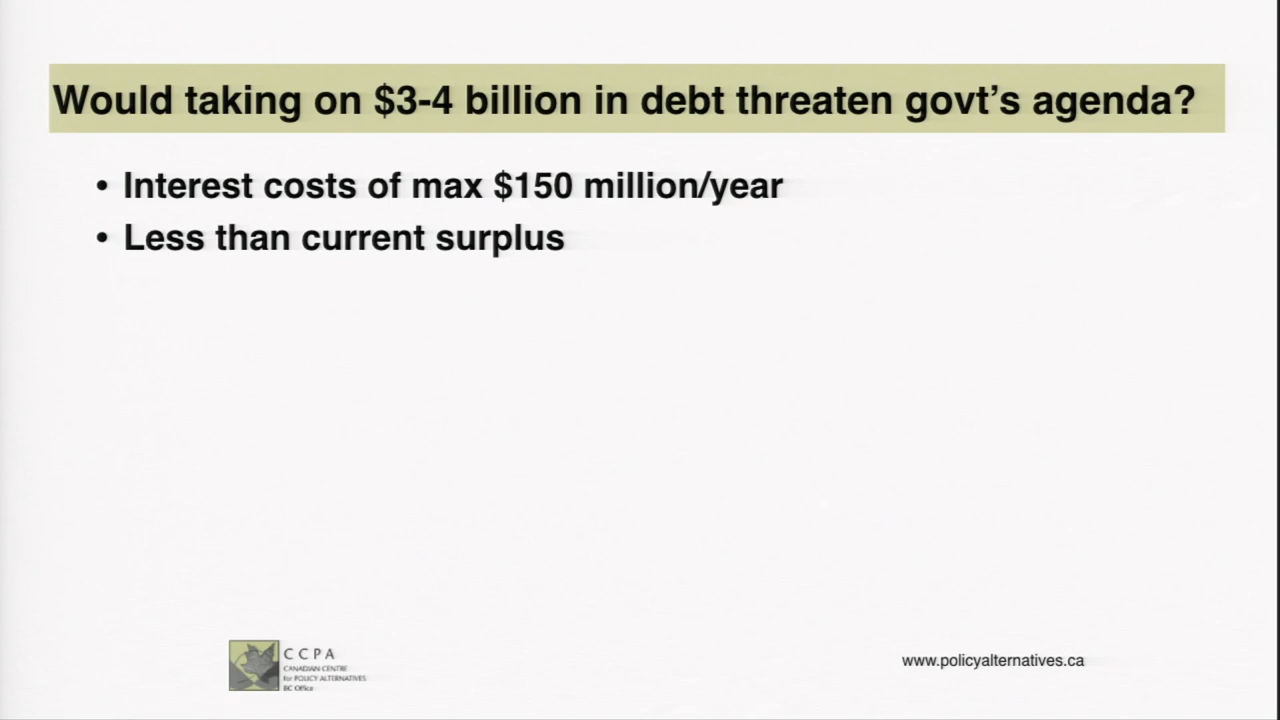 Would taking on $3-4 billion in debt threaten govt's agenda?
• Interest costs of max $150 million/year
• Less than current surplus
CCPA
CANADIAN CENTRE
for POLICY ALTERNATIVES
BC Office
www.policyalternatives.ca